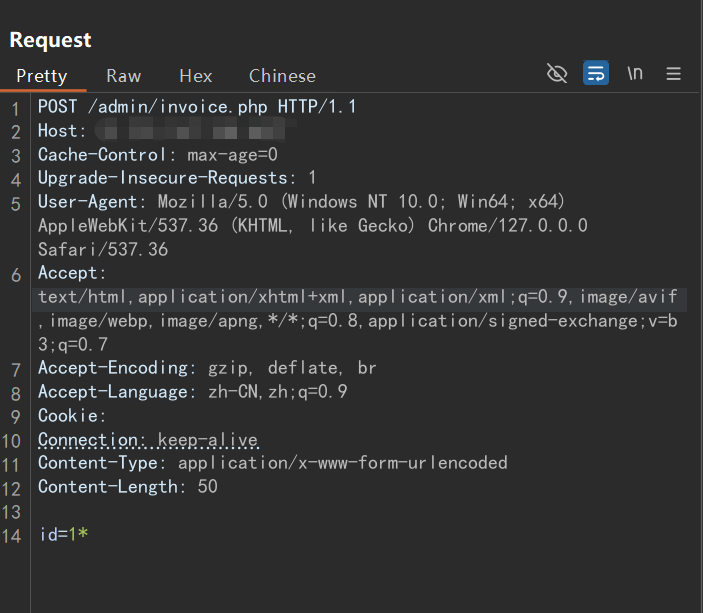 Request
Pretty Raw Hex Chinese \n
1 POST /admin/invoice.php HTTP/1.1
2 Host:
3 Cache-Control: max-age=0
4 Upgrade-Insecure-Requests: 1
5 User-Agent: Mozilla/5.0 (Windows NT 10.0; Win64; x64)
AppleWebKit/537.36 (KHTML, like Gecko) Chrome/127.0.0.0
Safari/537.36
6 Accept:
text/html,application/xhtml+xml,application/xml;q=0.9,image/avif
,image/webp,image/apng,*/*;q=0.8,application/signed-exchange;v=b
3;q=0.7
7 Accept-Encoding: gzip, deflate, br
8 Accept-Language: zh-CN,zh;q=0.9
9 Cookie:
10 Connection: keep-alive
11 Content-Type: application/x-www-form-urlencoded
12 Content-Length: 50
13
14 id=1*